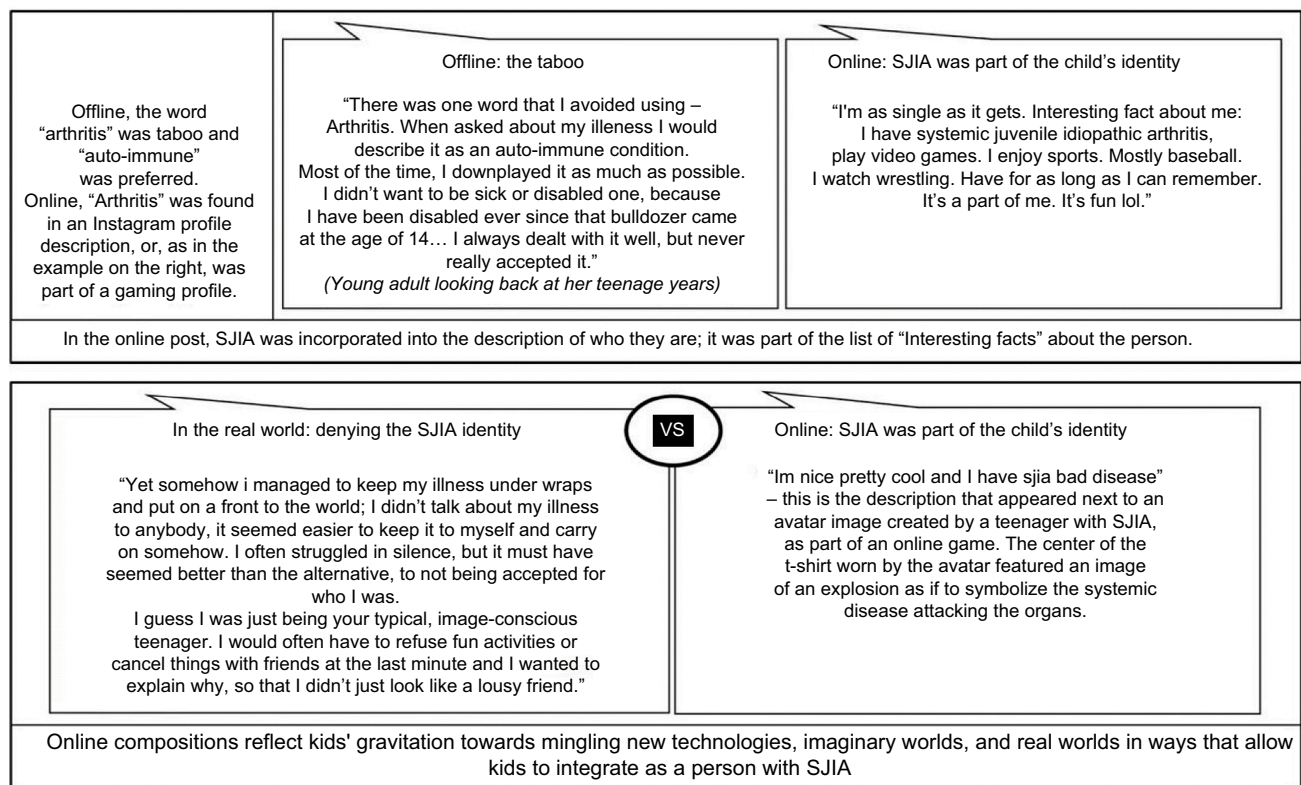 Offline, the word
“arthritis” was taboo and
“auto-immune”
was preferred.
Online, “Arthritis” was found
in an Instagram profile
description, or, as in the
example on the right, was
part of a gaming profile.
Offline: the taboo
“There was one word that I avoided using –
Arthritis. When asked about my illeness I would
describe it as an auto-immune condition.
Most of the time, I downplayed it as much as possible.
I didn’t want to be sick or disabled one, because
I have been disabled ever since that bulldozer came
at the age of 14… I always dealt with it well, but never
really accepted it.”
(Young adult looking back at her teenage years)
Online: SJIA was part of the child’s identity
“I'm as single as it gets. Interesting fact about me:
I have systemic juvenile idiopathic arthritis,
play video games. I enjoy sports. Mostly baseball.
I watch wrestling. Have for as long as I can remember.
It’s a part of me. It’s fun lol.”
In the online post, SJIA was incorporated into the description of who they are; it was part of the list of “Interesting facts” about the person.
In the real world: denying the SJIA identity
“Yet somehow i managed to keep my illness under wraps
and put on a front to the world; I didn’t talk about my illness
to anybody, it seemed easier to keep it to myself and carry
on somehow. I often struggled in silence, but it must have
seemed better than the alternative, to not being accepted for
who I was.
I guess I was just being your typical, image-conscious
teenager. I would often have to refuse fun activities or
cancel things with friends at the last minute and I wanted to
explain why, so that I didn’t just look like a lousy friend.”
VS
Online: SJIA was part of the child’s identity
“Im nice pretty cool and I have sjia bad disease”
– this is the description that appeared next to an
avatar image created by a teenager with SJIA,
as part of an online game. The center of the
t-shirt worn by the avatar featured an image
of an explosion as if to symbolize the systemic
disease attacking the organs.
Online compositions reflect kids' gravitation towards mingling new technologies, imaginary worlds, and real worlds in ways that allow
kids to integrate as a person with SJIA